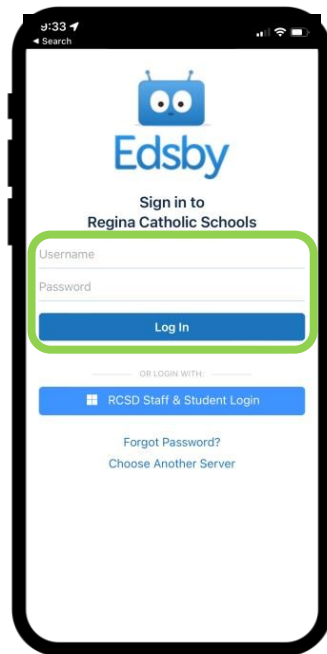 9:33
◀ Search
Edsby
Sign in to
Regina Catholic Schools
Username
Password
Log In
OR LOGIN WITH:
RCSD Staff & Student Login
Forgot Password?
Choose Another Server